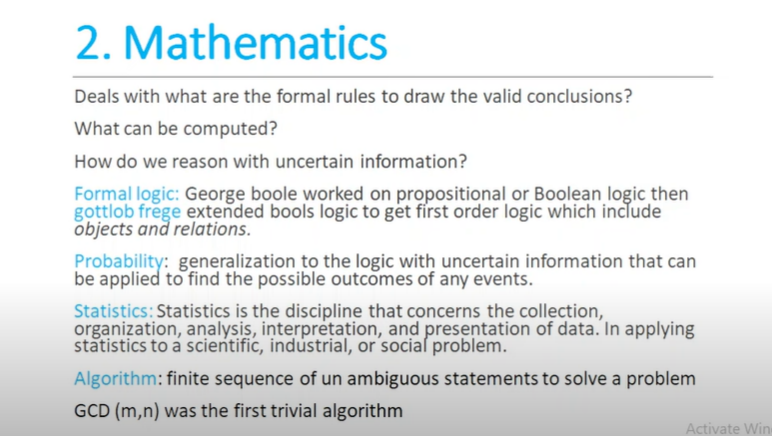 2. Mathematics
Deals with what are the formal rules to draw the valid conclusions?
What can be computed?
How do we reason with uncertain information?
Formal logic: George boole worked on propositional or Boolean logic then
gottlob frege extended bools logic to get first order logic which include
objects and relations.
Probability: generalization to the logic with uncertain information that can
be applied to find the possible outcomes of any events.
Statistics: Statistics is the discipline that concerns the collection,
organization, analysis, interpretation, and presentation of data. In applying
statistics to a scientific, industrial, or social problem.
Algorithm: finite sequence of un ambiguous statements to solve a problem
GCD (m,n) was the first trivial algorithm
Activate Win